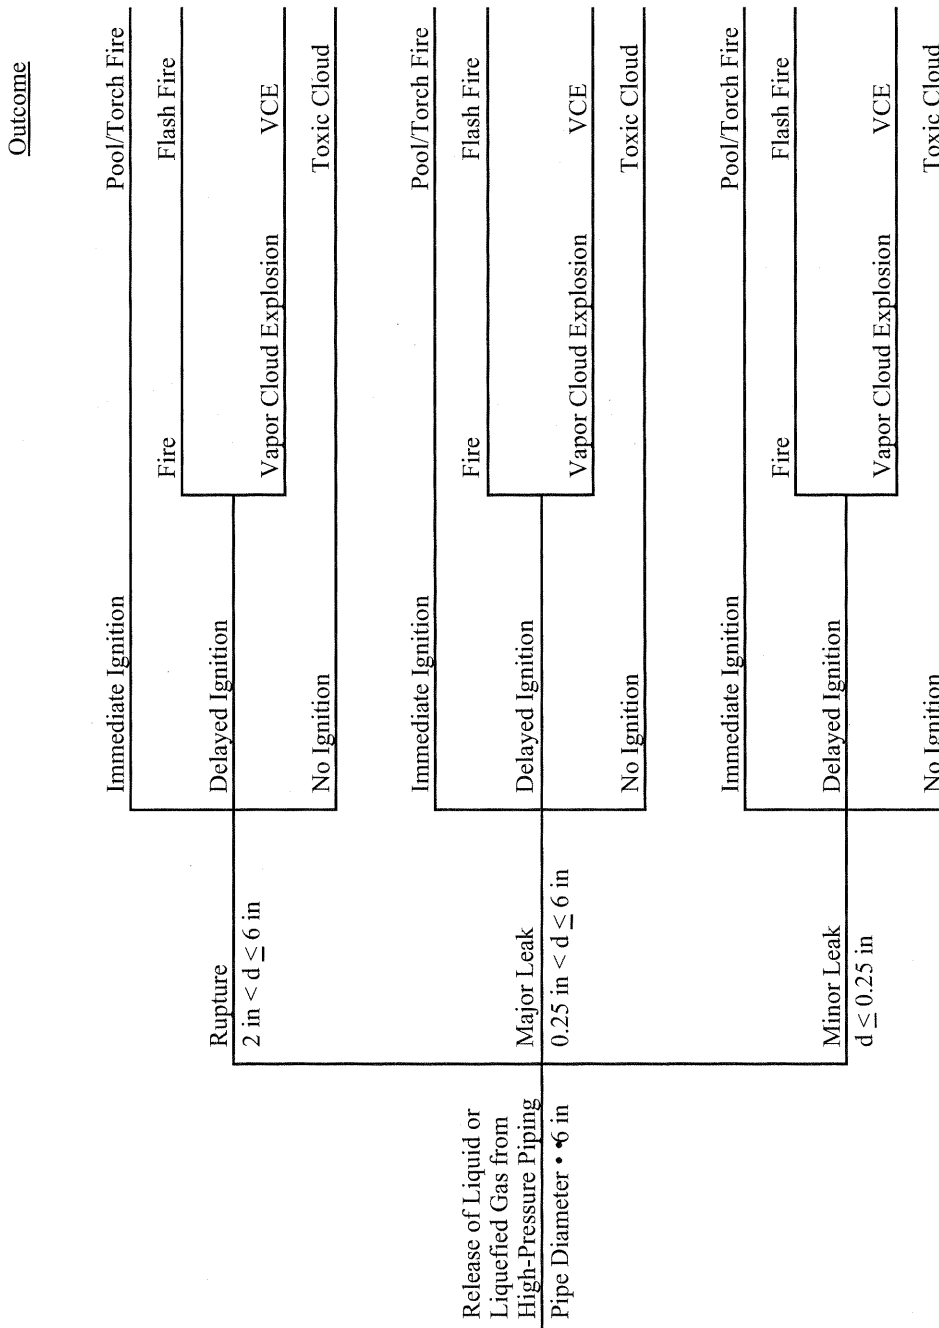 Outcome
Release of Liquid or
Liquefied Gas from
High-Pressure Piping
Pipe Diameter • •6 in
Rupture
2 in < d ≤ 6 in
Immediate Ignition
Pool/Torch Fire
Delayed Ignition
Fire
Flash Fire
Vapor Cloud Explosion
VCE
No Ignition
Toxic Cloud
Major Leak
0.25 in < d ≤ 6 in
Immediate Ignition
Pool/Torch Fire
Delayed Ignition
Fire
Flash Fire
Vapor Cloud Explosion
VCE
No Ignition
Toxic Cloud
Minor Leak
d ≤ 0.25 in
Immediate Ignition
Pool/Torch Fire
Delayed Ignition
Fire
Flash Fire
Vapor Cloud Explosion
VCE
No Ignition
Toxic Cloud